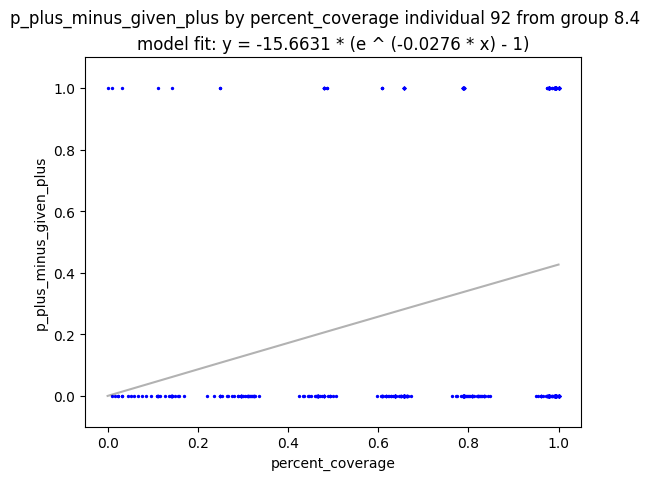 p_plus_minus_given_plus by percent_coverage individual 92 from group 8.4
model fit: y = -15.6631 * (e ^ (-0.0276 * x) - 1)
1.0
0.8
0.6
0.4
0.2
0.0
p_plus_minus_given_plus
0.0 0.2 0.4 0.6 0.8 1.0
percent_coverage